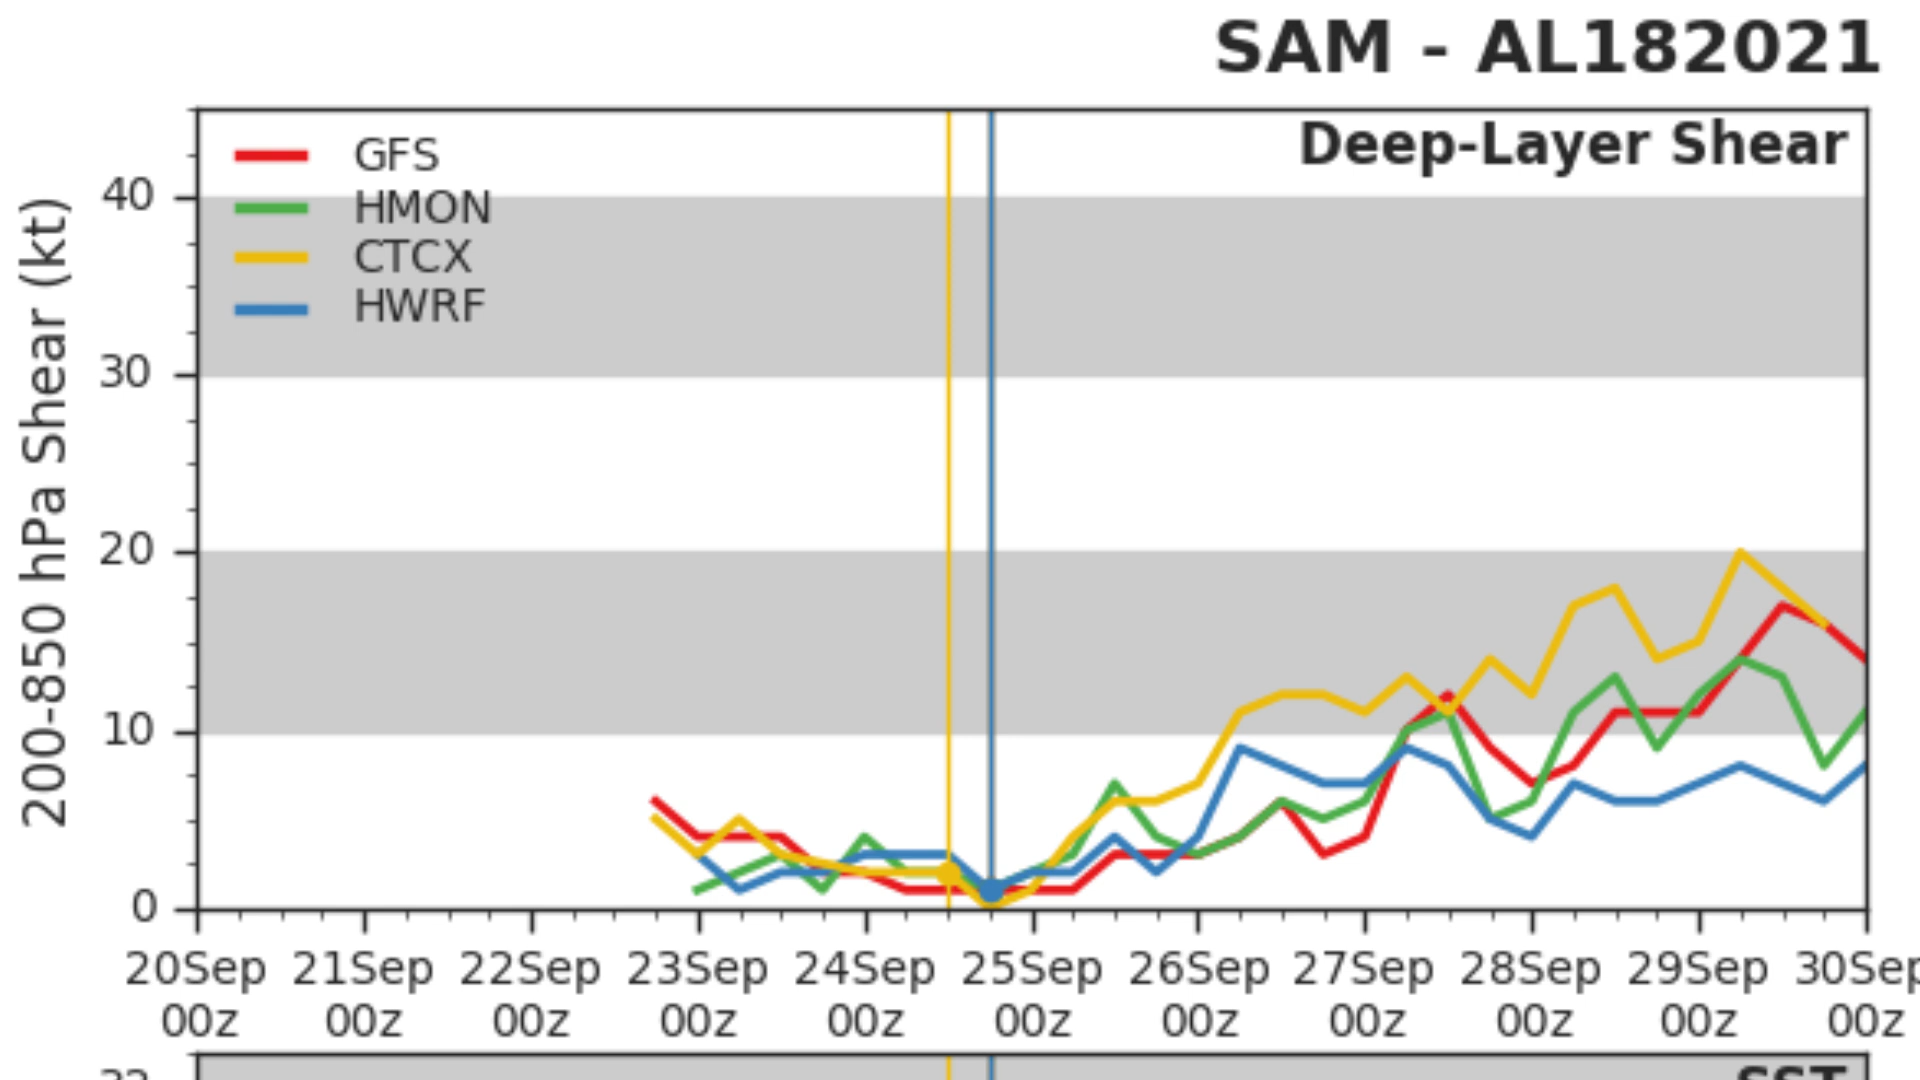 SAM - AL182021
Deep-Layer Shear
GFS
HMON
CTCX
HWRF
200-850 hPa Shear (kt)
40
30
20
10
0
20Sep 21Sep 22Sep 23Sep 24Sep 25Sep 26Sep 27Sep 28Sep 29Sep 30Sep
00z 00z 00z 00z 00z 00z 00z 00z 00z 00z 00z
SST